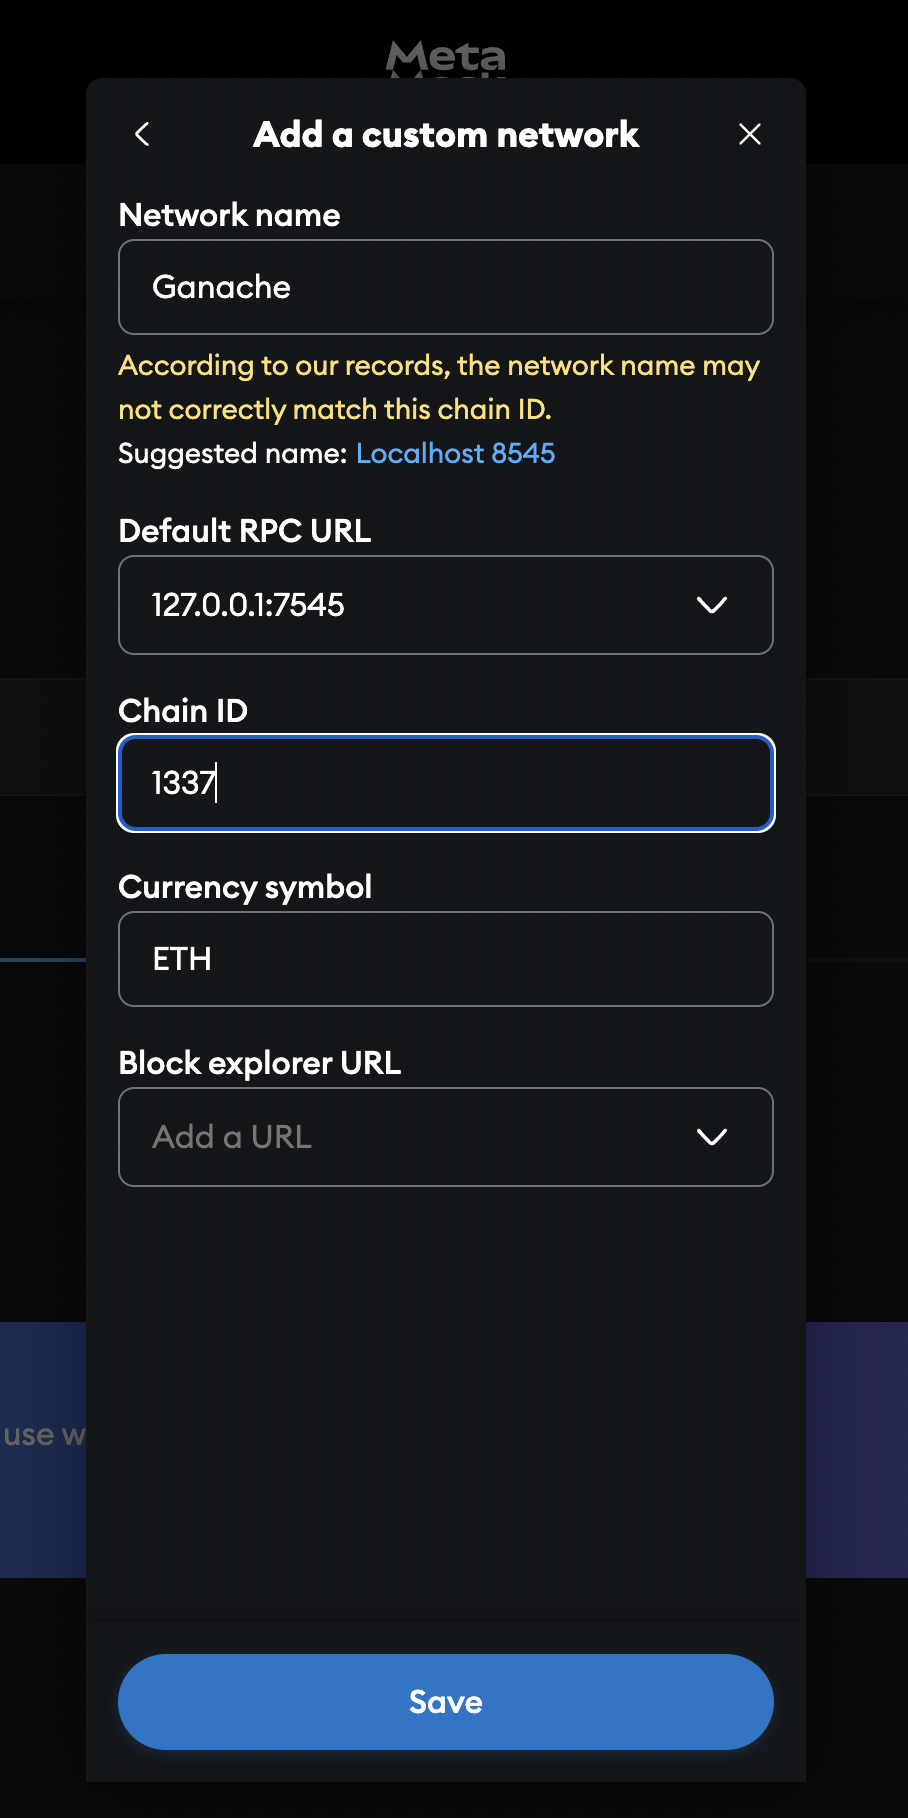 Meta
Add a custom network
Network name
Ganache
According to our records, the network name may
not correctly match this chain ID.
Suggested name: Localhost 8545
Default RPC URL
127.0.0.1:7545
Chain ID
1337
Currency symbol
ETH
Block explorer URL
Add a URL
use w
Save